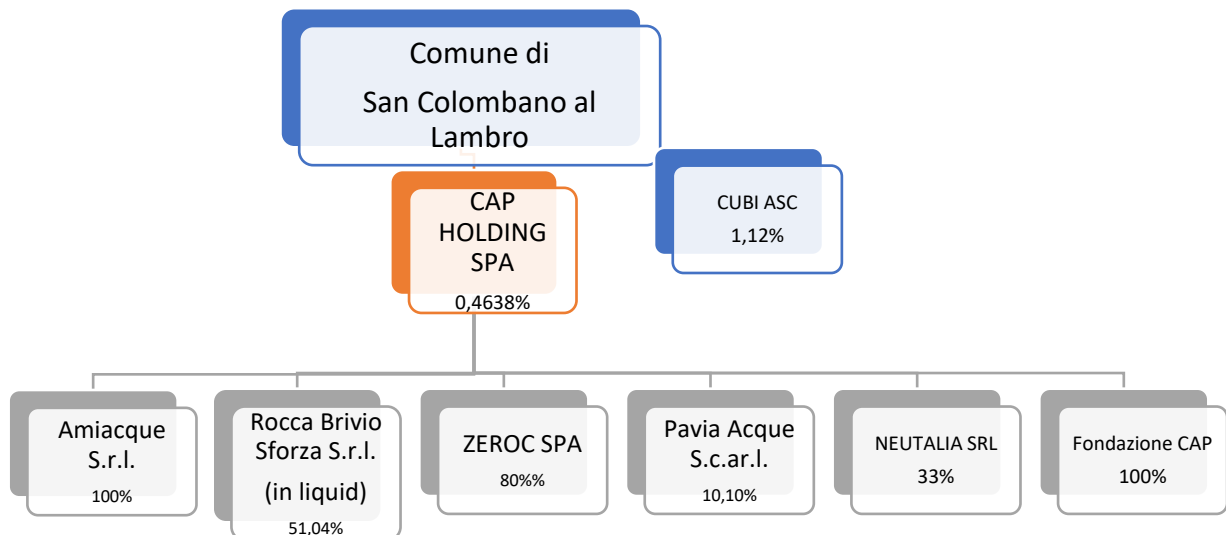 Comune di
San Colombano al
Lambro
CAP
HOLDING
SPA
0,4638%
CUBI ASC
1,12%
Amiacque
S.r.l.
100%
Rocca Brivio
Sforza S.r.l.
(in liquid)
51,04%
ZEROC SPA
80%%
Pavia Acque
S.c.ar.l.
10,10%
NEUTALIA SRL
33%
Fondazione CAP
100%